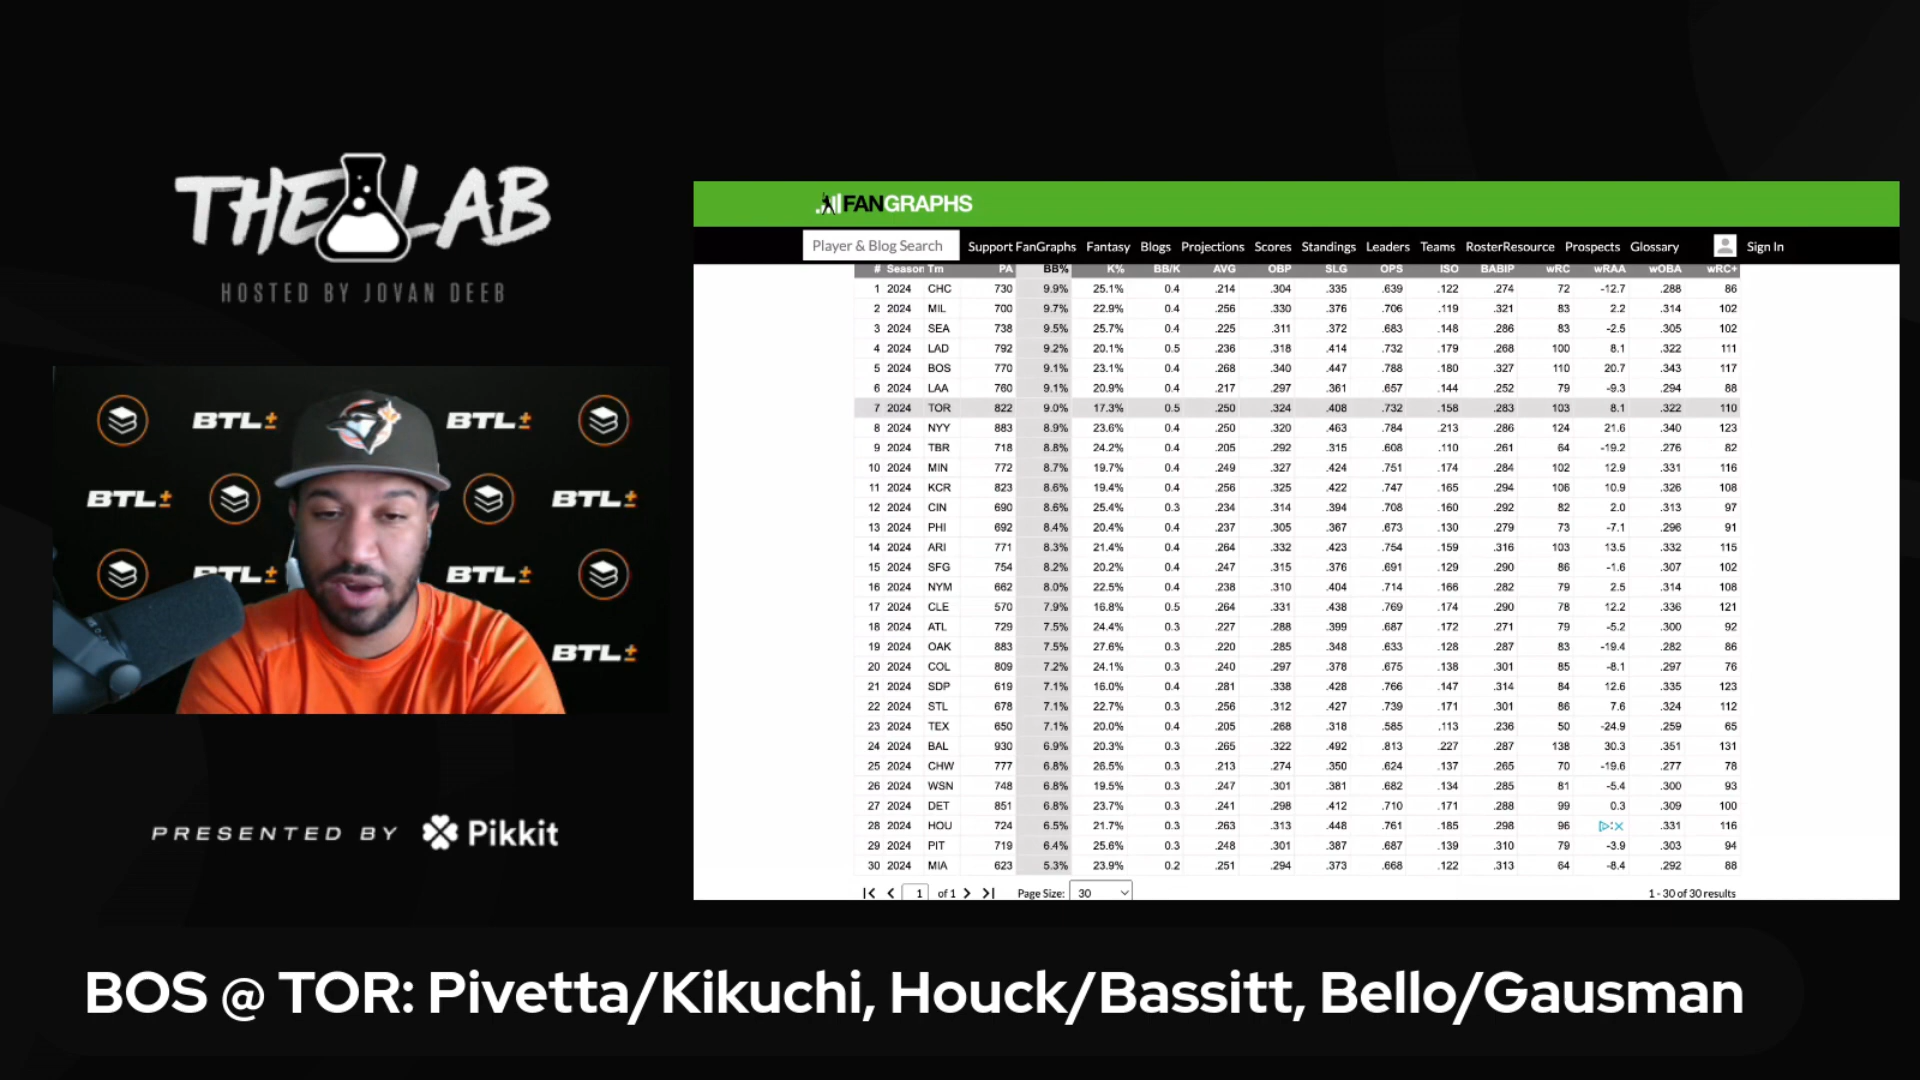 THE LAB
HOSTED BY JOVAN DEEB
BTL±
BTL±
BTL±
BTL±
BTL±
BTL±
BTL±
PRESENTED BY Pikkit
FANGRAPHS
Player & Blog Search Support FanGraphs Fantasy Blogs Projections Scores Standings Leaders Teams RosterResource Prospects Glossary Sign In
# Season Tm PA BB% K% BB/K AVG OBP SLG OPS ISO BABIP wRC wRAA wOBA wRC+
1 2024 CHC 730 9.9% 25.1% 0.4 .214 .304 .335 .639 .122 .274 72 -12.7 .288 86
2 2024 MIL 700 9.7% 22.9% 0.4 .256 .330 .376 .706 .119 .321 83 2.2 .314 102
3 2024 SEA 738 9.5% 25.7% 0.4 .225 .311 .372 .683 .148 .286 83 -2.5 .305 102
4 2024 LAD 792 9.2% 20.1% 0.5 .236 .318 .414 .732 .179 .268 100 8.1 .322 111
5 2024 BOS 770 9.1% 23.1% 0.4 .268 .340 .447 .788 .180 .327 110 20.7 .343 117
6 2024 LAA 760 9.1% 20.9% 0.4 .217 .297 .361 .657 .144 .252 79 -9.3 .294 88
7 2024 TOR 822 9.0% 17.3% 0.5 .250 .324 .408 .732 .158 .283 103 8.1 .322 110
8 2024 NYY 883 8.9% 23.6% 0.4 .250 .320 .463 .784 .213 .286 124 21.6 .340 123
9 2024 TBR 718 8.8% 24.2% 0.4 .205 .292 .315 .608 .110 .261 64 -19.2 .276 82
10 2024 MIN 772 8.7% 19.7% 0.4 .249 .327 .424 .751 .174 .284 102 12.9 .331 116
11 2024 KCR 823 8.6% 19.4% 0.4 .256 .325 .422 .747 .165 .294 106 10.9 .326 108
12 2024 CIN 690 8.6% 25.4% 0.3 .234 .314 .394 .708 .160 .292 82 2.0 .313 97
13 2024 PHI 692 8.4% 20.4% 0.4 .237 .305 .367 .673 .130 .279 73 -7.1 .296 91
14 2024 ARI 771 8.3% 21.4% 0.4 .264 .332 .423 .754 .159 .316 103 13.5 .332 115
15 2024 SFG 754 8.2% 20.2% 0.4 .247 .315 .376 .691 .129 .290 86 -1.6 .307 102
16 2024 NYM 662 8.0% 22.5% 0.4 .238 .310 .404 .714 .166 .282 79 2.5 .314 108
17 2024 CLE 570 7.9% 16.8% 0.5 .264 .331 .438 .769 .174 .290 78 12.2 .336 121
18 2024 ATL 729 7.5% 24.4% 0.3 .227 .288 .399 .687 .172 .271 79 -5.2 .300 92
19 2024 OAK 883 7.5% 27.6% 0.3 .220 .285 .348 .633 .128 .287 83 -19.4 .282 86
20 2024 COL 809 7.2% 24.1% 0.3 .240 .297 .378 .675 .138 .301 85 -8.1 .297 76
21 2024 SDP 619 7.1% 16.0% 0.4 .281 .338 .428 .766 .147 .314 84 12.6 .335 123
22 2024 STL 678 7.1% 22.7% 0.3 .256 .312 .427 .739 .171 .301 86 7.6 .324 112
23 2024 TEX 650 7.1% 20.0% 0.4 .205 .268 .318 .585 .113 .236 50 -24.9 .259 65
24 2024 BAL 930 6.9% 20.3% 0.3 .265 .322 .492 .813 .227 .287 138 30.3 .351 131
25 2024 CHW 777 6.8% 26.5% 0.3 .213 .274 .350 .624 .137 .265 70 -19.6 .277 78
26 2024 WSN 748 6.8% 19.5% 0.3 .247 .301 .381 .682 .134 .285 81 -5.4 .300 93
27 2024 DET 851 6.8% 23.7% 0.3 .241 .298 .412 .710 .171 .288 99 0.3 .309 100
28 2024 HOU 724 6.5% 21.7% 0.3 .263 .313 .448 .761 .185 .298 96 .331 116
29 2024 PIT 719 6.4% 25.6% 0.3 .248 .301 .387 .687 .139 .310 79 -3.9 .303 94
30 2024 MIA 623 5.3% 23.9% 0.2 .251 .294 .373 .668 .122 .313 64 -8.4 .292 88
1 of 1 Page Size: 30 1 - 30 of 30 results
BOS @ TOR: Pivetta/Kikuchi, Houck/Bassitt, Bello/Gausman